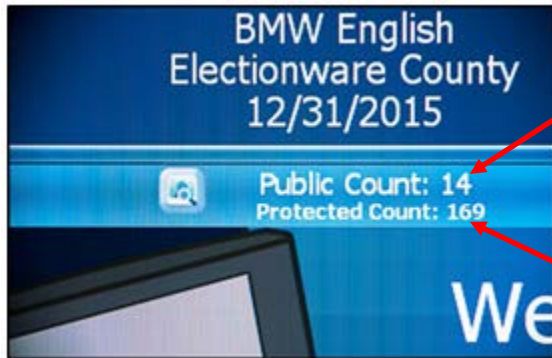 BMW English
Electionware County
12/31/2015
Public Count: 14
Protected Count: 169
We